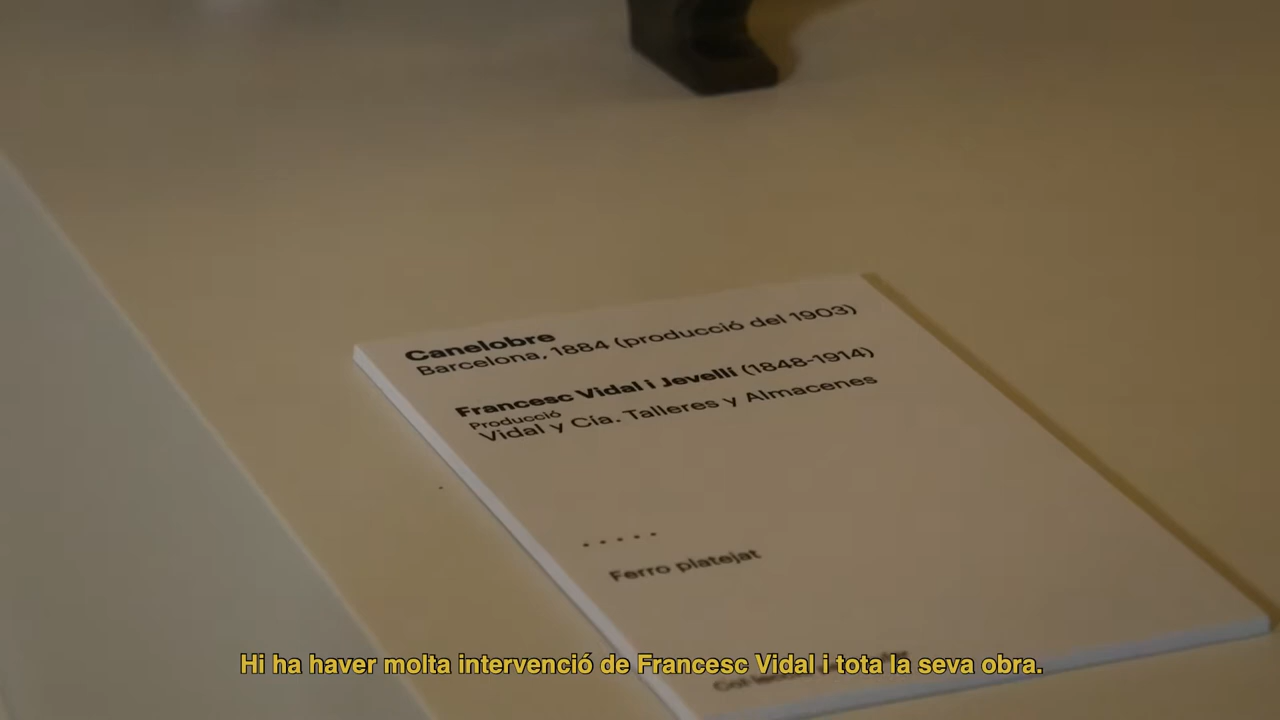 Canelobre
Barcelona, 1884 (producció del 1903)
Francesc Vidal i Jevellí (1848-1914)
Producció
Vidal y Cía. Talleres y Almacenes
.....
Ferro platejat
Hi ha haver molta intervenció de Francesc Vidal i tota la seva obra.